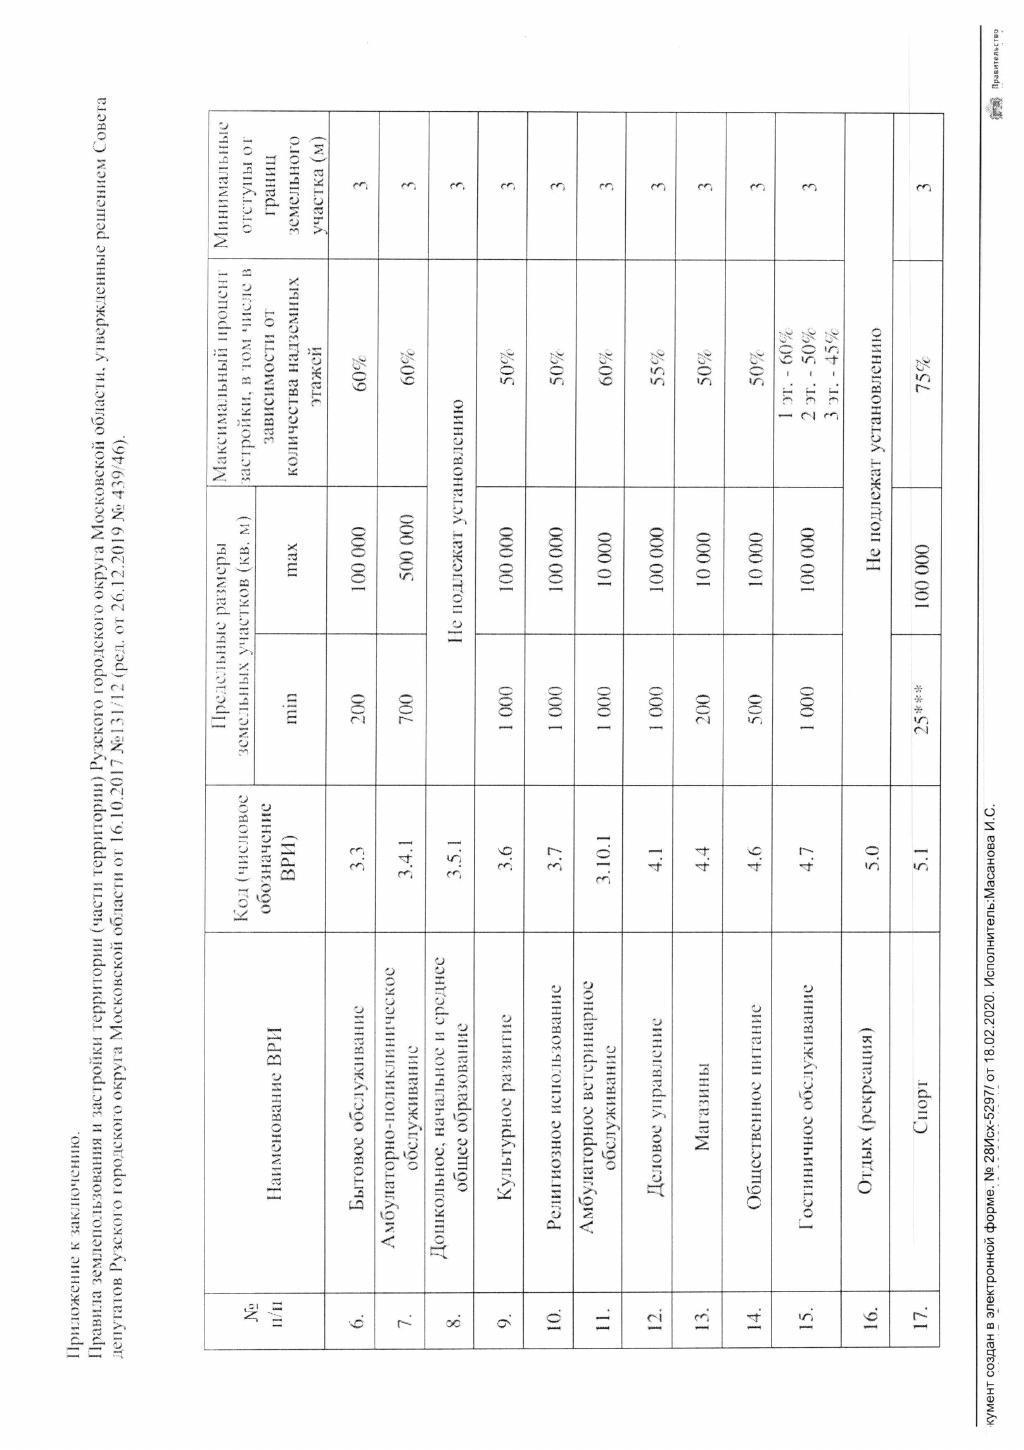 Приложение к заключению.
Правила землепользования и застройки территории (части территории) Рузского городского округа Московской области, утвержденные решением Совета
депутатов Рузского городского округа Московской области от 16.10.2017 №131/12 (ред. от 26.12.2019 № 439/46).
№ п/п | Наименование ВРИ | Код (числовое обозначение ВРИ) | Предельные размеры земельных участков (кв. м) min | max | Максимальный процент застройки, в том числе в зависимости от количества надземных этажей | Минимальные отступы от границ земельного участка (м)
6. | Бытовое обслуживание | 3.3 | 200 | 100 000 | 60% | 3
7. | Амбулаторно-поликлиническое обслуживание | 3.4.1 | 700 | 500 000 | 60% | 3
8. | Дошкольное, начальное и среднее общее образование | 3.5.1 | Не подлежат установлению | 3
9. | Культурное развитие | 3.6 | 1 000 | 100 000 | 50% | 3
10. | Религиозное использование | 3.7 | 1 000 | 100 000 | 50% | 3
11. | Амбулаторное ветеринарное обслуживание | 3.10.1 | 1 000 | 10 000 | 60% | 3
12. | Деловое управление | 4.1 | 1 000 | 100 000 | 55% | 3
13. | Магазины | 4.4 | 200 | 10 000 | 50% | 3
14. | Общественное питание | 4.6 | 500 | 10 000 | 50% | 3
15. | Гостиничное обслуживание | 4.7 | 1 000 | 100 000 | 1 эт. - 60% 2 эт. - 50% 3 эт. - 45% | 3
16. | Отдых (рекреация) | 5.0 | Не подлежат установлению
17. | Спорт | 5.1 | 25*** | 100 000 | 75% | 3
кумент создан в электронной форме. № 28Исх-5297/ от 18.02.2020. Исполнитель:Масанова И.С.
Правительство